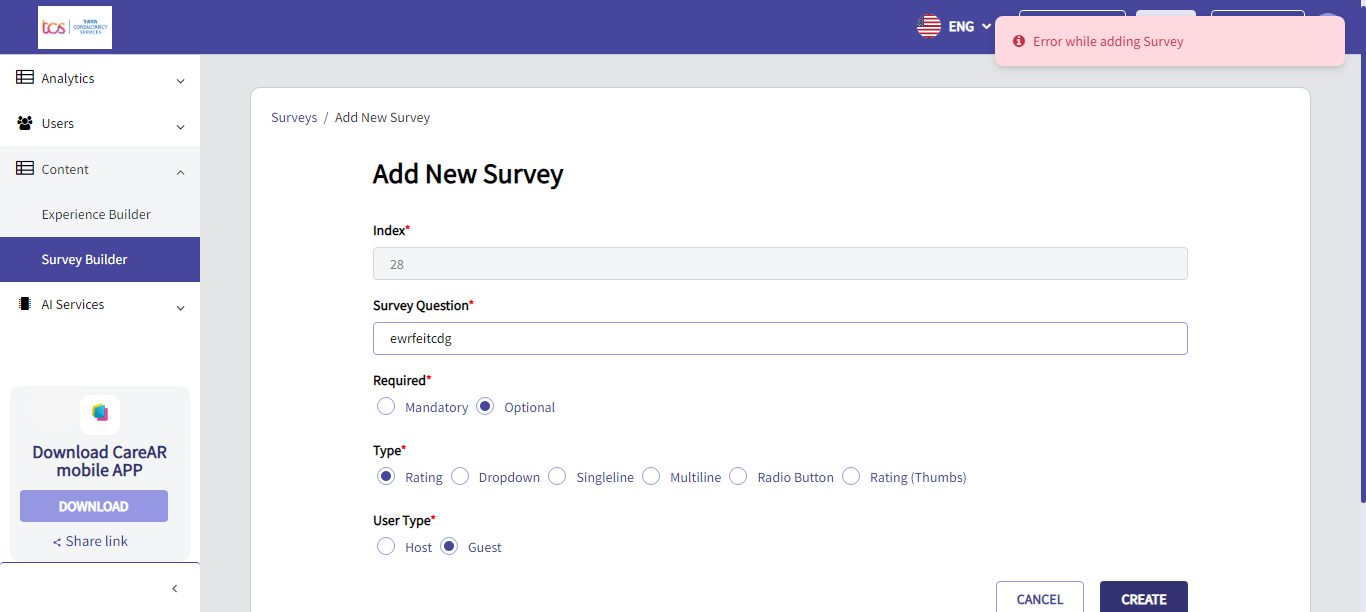 tcs TATA
CONSULTANCY
SERVICES
ENG
Error while adding Survey
Analytics
Users
Content
Experience Builder
Survey Builder
AI Services
Download CareAR
mobile APP
DOWNLOAD
Share link
Surveys / Add New Survey
Add New Survey
Index*
28
Survey Question*
ewrfeitcdg
Required*
Mandatory Optional
Type*
Rating Dropdown Singleline Multiline Radio Button Rating (Thumbs)
User Type*
Host Guest
CANCEL CREATE